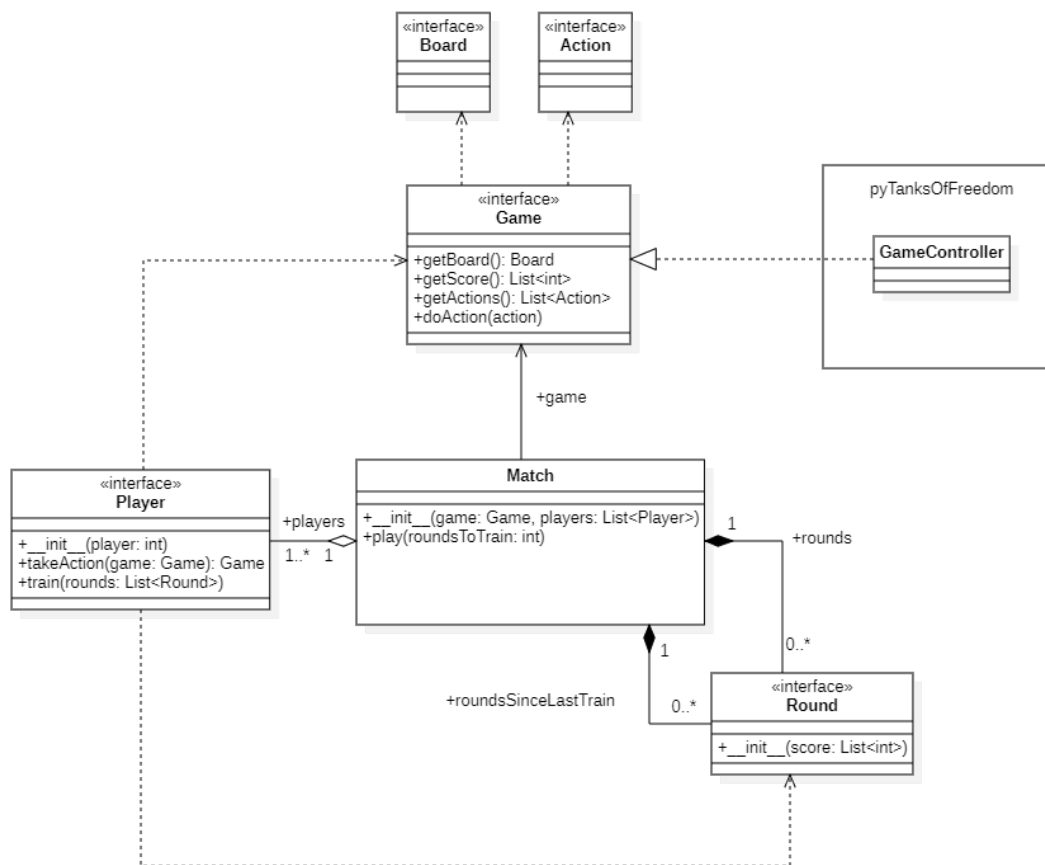 «interface»
Board
«interface»
Action
«interface»
Game
+getBoard(): Board
+getScore(): List<int>
+getActions(): List<Action>
+doAction(action)
pyTanksOfFreedom
GameController
+game
«interface»
Player
+__init__(player: int)
+takeAction(game: Game): Game
+train(rounds: List<Round>)
+players
1..*
1
Match
+__init__(game: Game, players: List<Player>)
+play(roundsToTrain: int)
1
+rounds
0..*
1
+roundsSinceLastTrain
0..*
«interface»
Round
+__init__(score: List<int>)